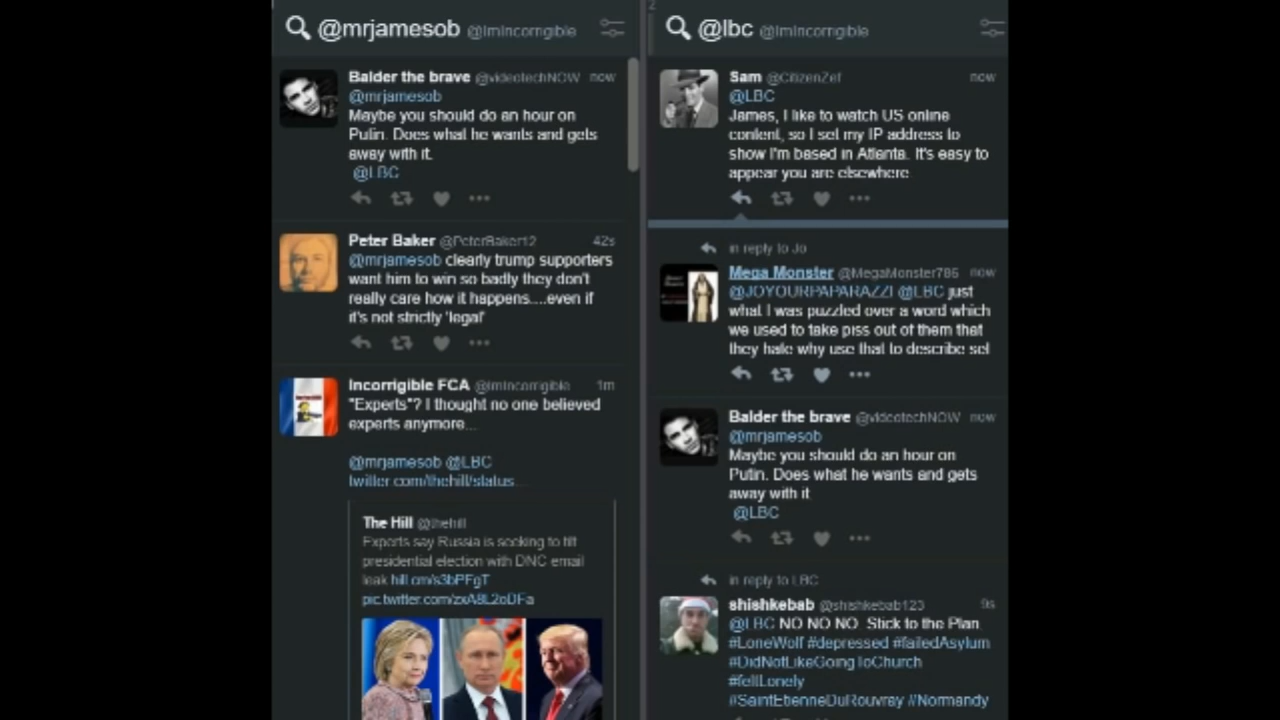 @mrjamesob @ImIncorrigible
Balder the brave @videotechNOW now
@mrjamesob
Maybe you should do an hour on
Putin. Does what he wants and gets
away with it.
@LBC
Peter Baker @PeterBaker12 42s
@mrjamesob clearly trump supporters
want him to win so badly they don't
really care how it happens....even if
it's not strictly 'legal'
Incorrigible FCA @ImIncorrigible 1m
"Experts"? I thought no one believed
experts anymore...
@mrjamesob @LBC
twitter.com/thehill/status...
The Hill @thehill
Experts say Russia is seeking to tilt
presidential election with DNC email
leak hill.cm/s3bPFgT
pic.twitter.com/zxA8L2oDFa
@lbc @ImIncorrigible
Sam @CitizenZef now
@LBC
James, I like to watch US online
content, so I set my IP address to
show I'm based in Atlanta. It's easy to
appear you are elsewhere
in reply to Jo
Mega Monster @MegaMonster786 now
@JOYOURPAPARAZZI @LBC just
what I was puzzled over a word which
we used to take piss out of them that
they hate why use that to describe sel
Balder the brave @videotechNOW now
@mrjamesob
Maybe you should do an hour on
Putin. Does what he wants and gets
away with it
@LBC
in reply to LBC
shishkebab @shishkebab123 9s
@LBC NO NO NO. Stick to the Plan.
#LoneWolf #depressed #failedAsylum
#DidNotLikeGoingToChurch
#feltLonely
#SaintEtienneDuRouvray #Normandy